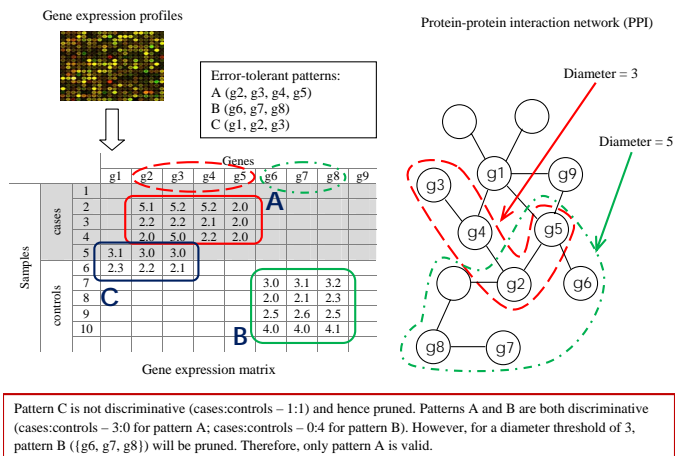 Gene expression profiles
Protein-protein interaction network (PPI)
Error-tolerant patterns:
A (g2, g3, g4, g5)
B (g6, g7, g8)
C (g1, g2, g3)
Diameter = 3
Diameter = 5
Genes
g1 g2 g3 g4 g5 g6 g7 g8 g9
Samples
cases
controls
1
2 5.1 5.2 5.2 2.0
3 2.2 2.2 2.1 2.0
4 2.0 5.0 2.2 2.0
5 3.1 3.0 3.0
6 2.3 2.2 2.1
7 3.0 3.1 3.2
8 2.0 2.1 2.3
9 2.5 2.6 2.5
10 4.0 4.0 4.1
A
C
B
Gene expression matrix
g1
g9
g3
g4
g5
g2
g6
g8
g7
Pattern C is not discriminative (cases:controls – 1:1) and hence pruned. Patterns A and B are both discriminative
(cases:controls – 3:0 for pattern A; cases:controls – 0:4 for pattern B). However, for a diameter threshold of 3,
pattern B ({g6, g7, g8}) will be pruned. Therefore, only pattern A is valid.